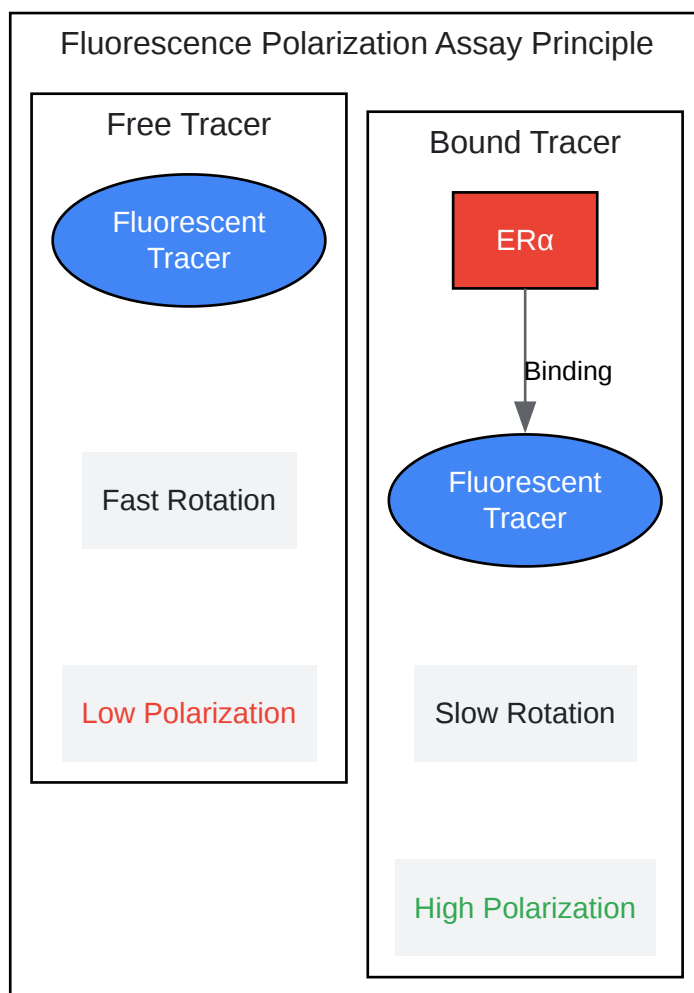 Fluorescence Polarization Assay Principle
Free Tracer
Fluorescent
Tracer
Fast Rotation
Low Polarization
Bound Tracer
ERα
Binding
Fluorescent
Tracer
Slow Rotation
High Polarization